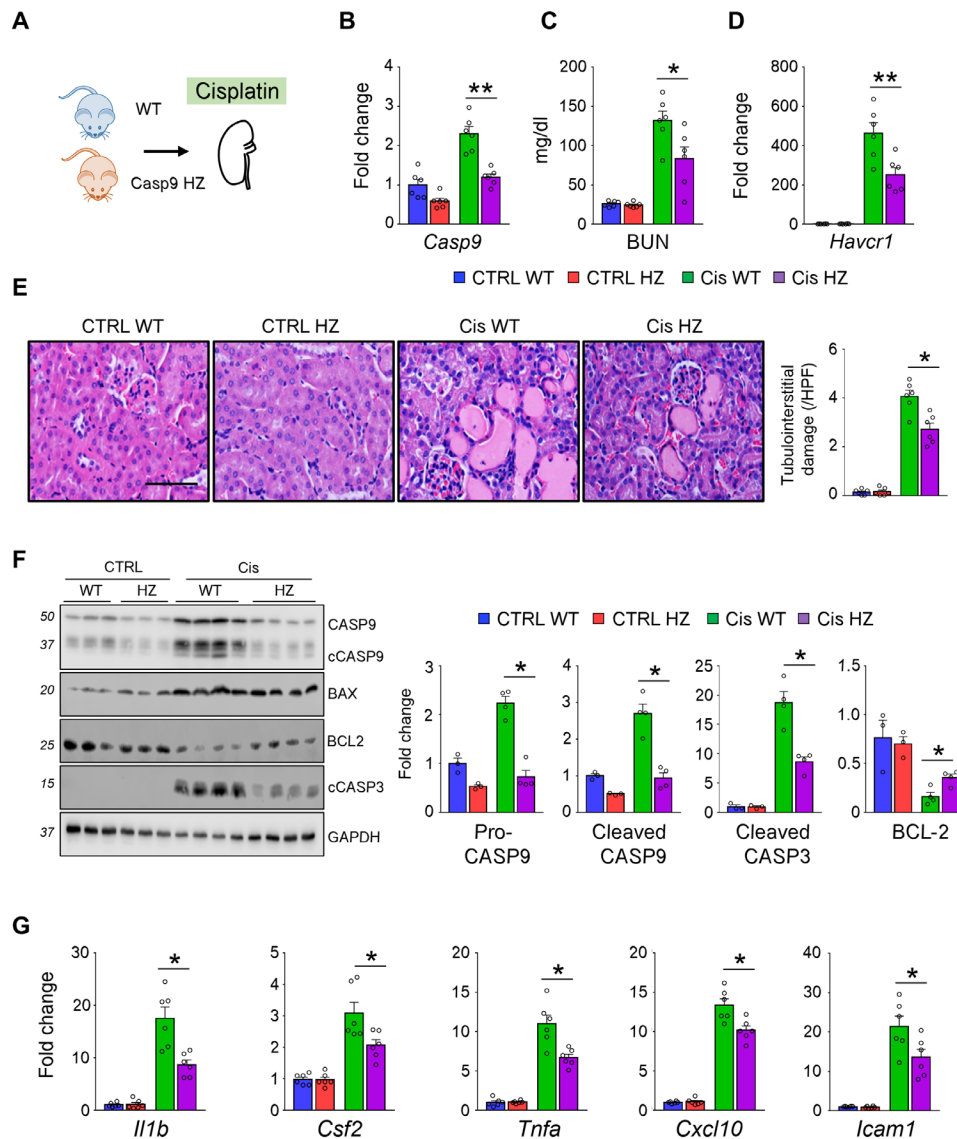 A
WT
Casp9 HZ
Cisplatin
B
Fold change
4
3
2
1
0
**
Casp9
C
mg/dl
200
150
100
50
0
*
BUN
D
Fold change
800
600
400
200
0
**
Havcr1
CTRL WT CTRL HZ Cis WT Cis HZ
E
CTRL WT CTRL HZ Cis WT Cis HZ
Tubulointerstitial
damage (/HPF)
6
4
2
0
*
F
CTRL Cis
WT HZ WT HZ
50 CASP9
37 cCASP9
20 BAX
25 BCL2
15 cCASP3
37 GAPDH
CTRL WT CTRL HZ Cis WT Cis HZ
Fold change
3
2
1
0
*
Pro-
CASP9
4
3
2
1
0
*
Cleaved
CASP9
25
20
15
10
5
0
*
Cleaved
CASP3
1.5
1.0
0.5
0.0
*
BCL-2
G
Fold change
30
20
10
0
*
Il1b
5
4
3
2
1
0
*
Csf2
20
15
10
5
0
*
Tnfa
20
15
10
5
0
*
Cxcl10
40
30
20
10
0
*
Icam1